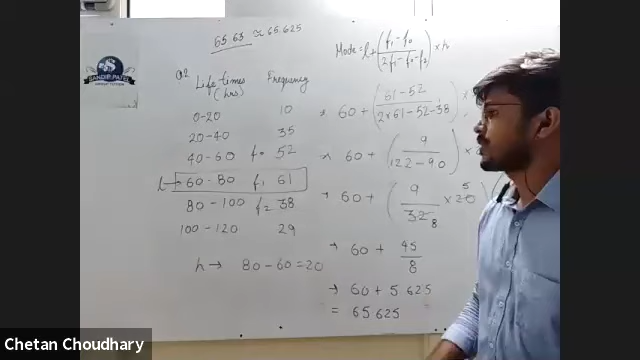 65.63 ≈ 65.625
Mode = l + ( f₁ - f₀ / 2f₁ - f₀ - f₂ ) × h
SANDIP PATEL
Q2 Life times (hrs) Frequency
0-20 10
20-40 35
40-60 f₀ = 52
l → 60-80 f₁ 61
80-100 f₂ = 38
100-120 29
h → 80-60=20
→ 60 + ( 61-52 / 2×61-52-38 ) ×
→ 60 + ( 9 / 122-90 ) ×
→ 60 + ( 9 / 32 8 × 20 5 )
→ 60 + 45/8
→ 60 + 5.625
= 65.625
Chetan Choudhary